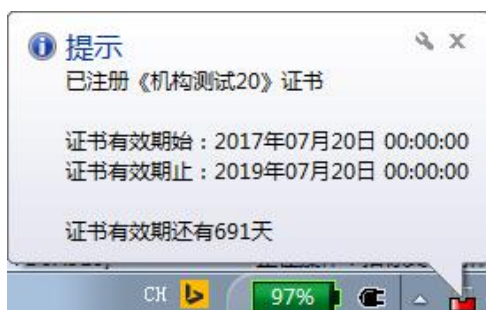 提示
已注册《机构测试20》证书
证书有效期始：2017年07月20日 00:00:00
证书有效期止：2019年07月20日 00:00:00
证书有效期还有691天
CH
97%